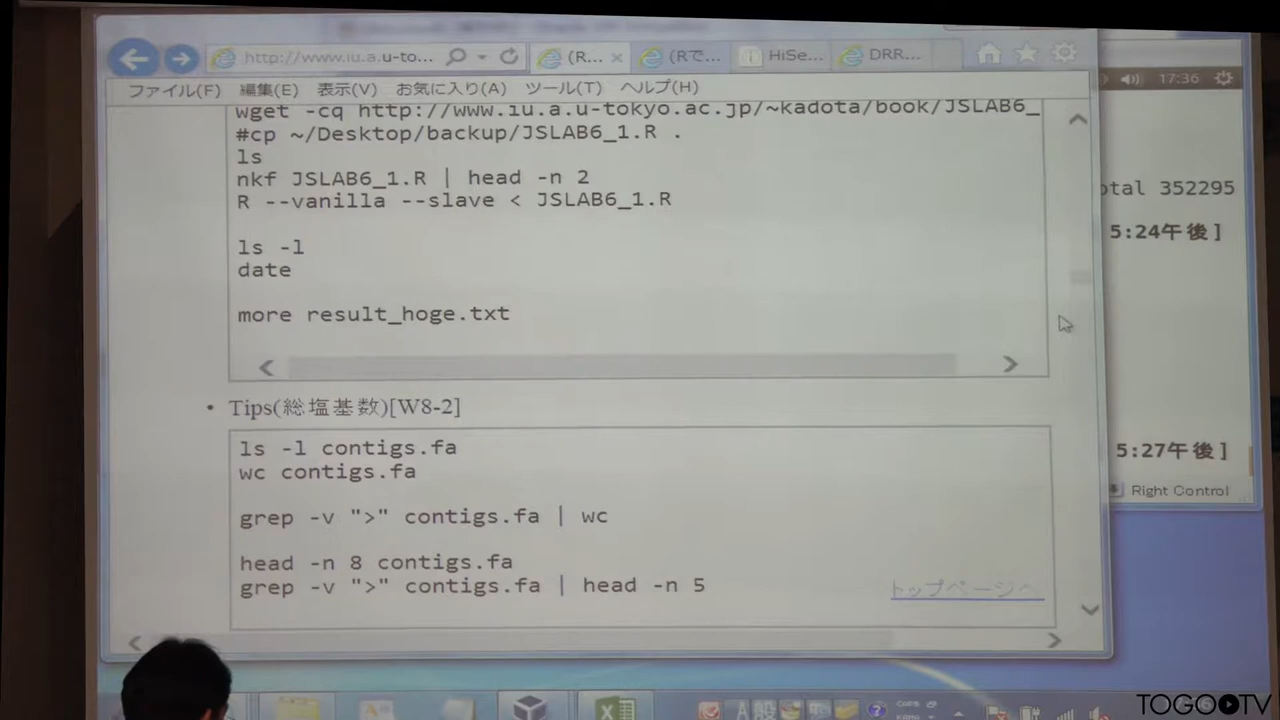 http://www.iu.a.u-to...
(R...
(Rで...
HiSe...
DRR...
17:36
ファイル(F) 編集(E) 表示(V) お気に入り(A) ツール(T) ヘルプ(H)
wget -cq http://www.iu.a.u-tokyo.ac.jp/~kadota/book/JSLAB6_
#cp ~/Desktop/backup/JSLAB6_1.R .
ls
nkf JSLAB6_1.R | head -n 2
R --vanilla --slave < JSLAB6_1.R
ls -l
date
more result_hoge.txt
• Tips(総塩基数)[W8-2]
ls -l contigs.fa
wc contigs.fa
grep -v ">" contigs.fa | wc
head -n 8 contigs.fa
grep -v ">" contigs.fa | head -n 5
トップページへ
otal 352295
5:24午後]
5:27午後]
Right Control
TOGOTV